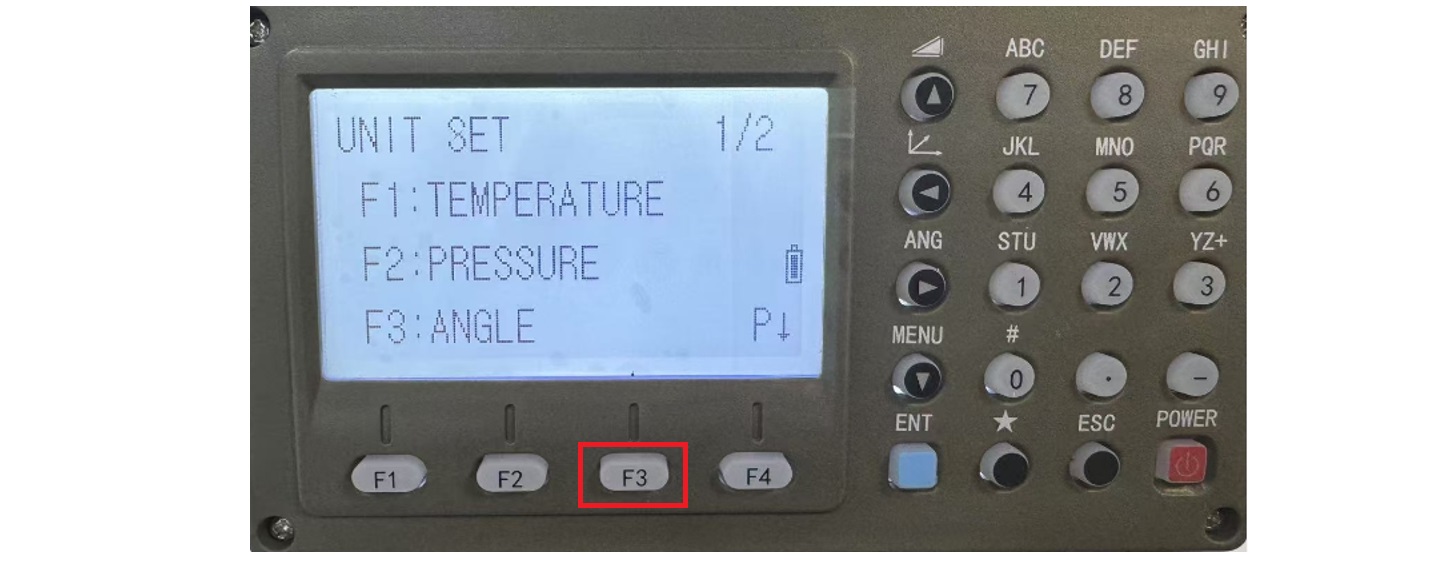 UNIT SET 1/2
F1:TEMPERATURE
F2:PRESSURE
F3:ANGLE P↓
F1 F2 F3 F4
ABC DEF GHI
7 8 9
JKL MNO PQR
4 5 6
ANG STU VWX YZ+
1 2 3
MENU #
0 . -
ENT ★ ESC POWER